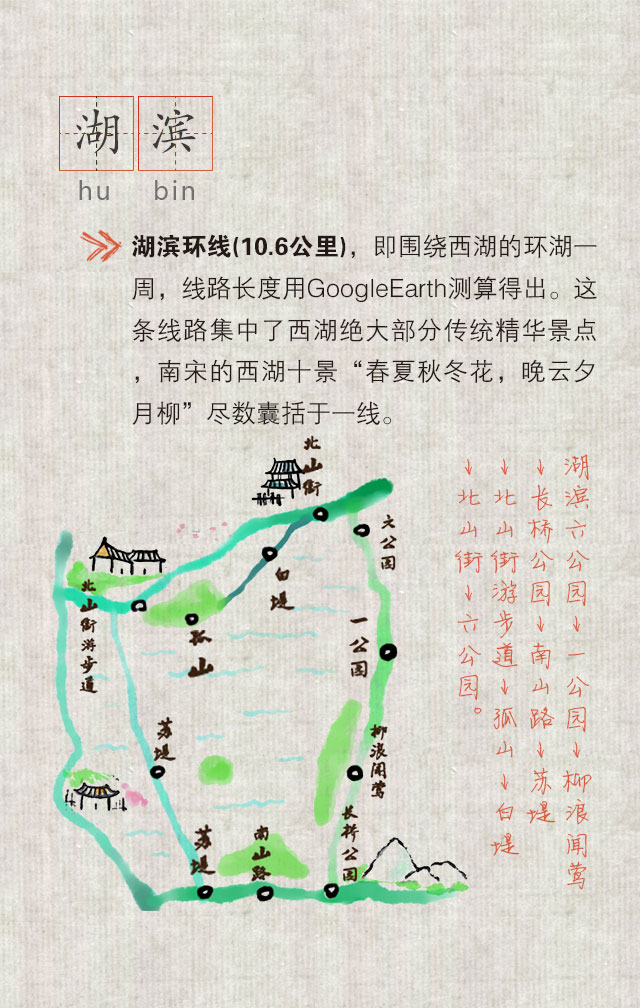 湖滨
hu bin
湖滨环线(10.6公里)，即围绕西湖的环湖一
周，线路长度用GoogleEarth测算得出。这
条线路集中了西湖绝大部分传统精华景点
，南宋的西湖十景“春夏秋冬花，晚云夕
月柳”尽数囊括于一线。
北山街
六公园
白堤
北山街游步道
孤山
一公园
苏堤
柳浪闻莺
苏堤
南山路
长桥公园
湖滨六公园→一公园→柳浪闻莺
→长桥公园→南山路→苏堤
→北山街游步道→孤山→白堤
→北山街→六公园。